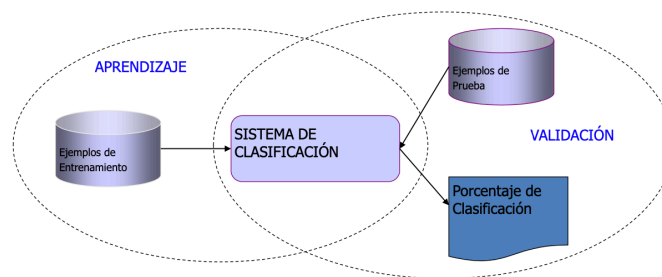 APRENDIZAJE
Ejemplos de
Entrenamiento
SISTEMA DE
CLASIFICACIÓN
Ejemplos de
Prueba
VALIDACIÓN
Porcentaje de
Clasificación